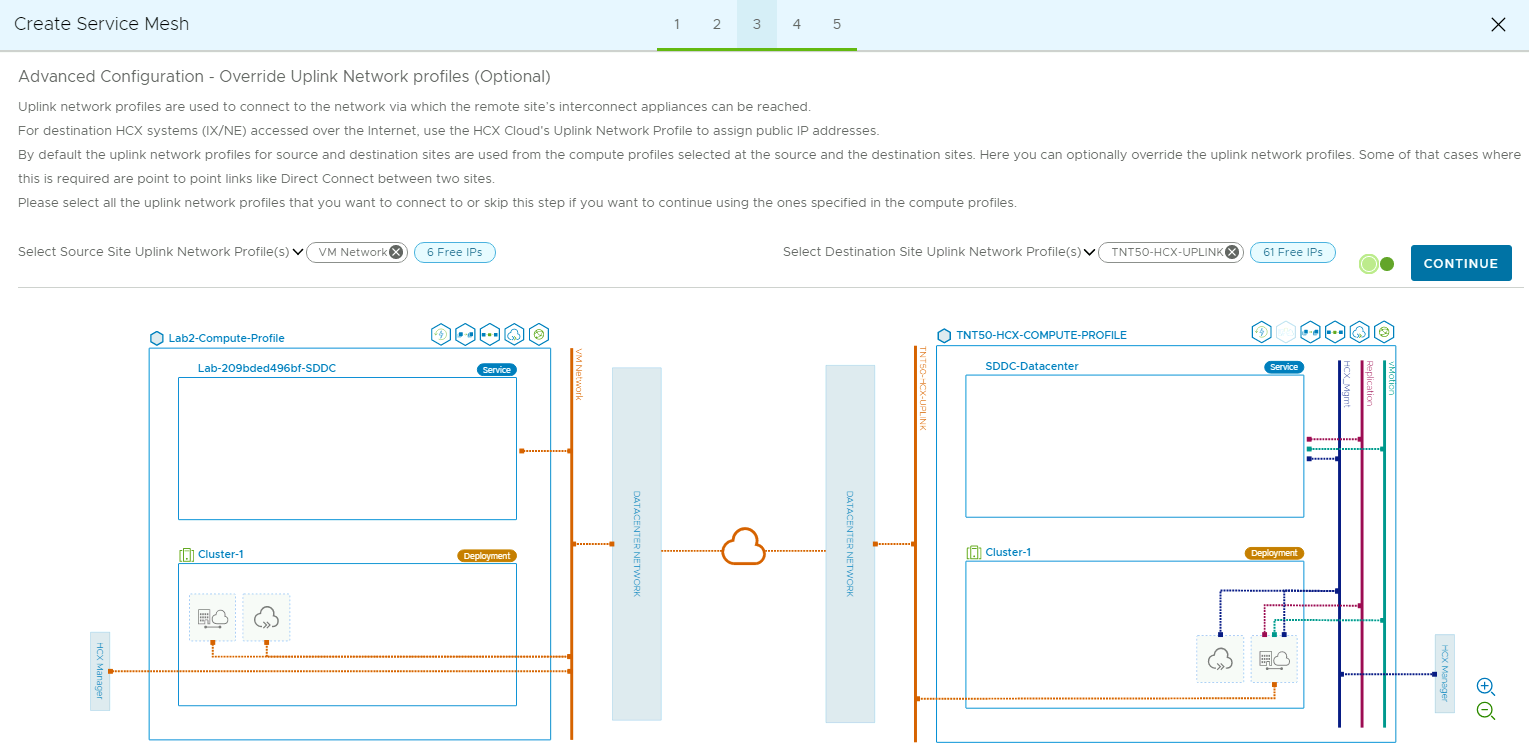 Create Service Mesh
1
2
3
4
5
Advanced Configuration - Override Uplink Network profiles (Optional)
Uplink network profiles are used to connect to the network via which the remote site's interconnect appliances can be reached.
For destination HCX systems (IX/NE) accessed over the Internet, use the HCX Cloud's Uplink Network Profile to assign public IP addresses.
By default the uplink network profiles for source and destination sites are used from the compute profiles selected at the source and the destination sites. Here you can optionally override the uplink network profiles. Some of that cases where
this is required are point to point links like Direct Connect between two sites.
Please select all the uplink network profiles that you want to connect to or skip this step if you want to continue using the ones specified in the compute profiles.
Select Source Site Uplink Network Profile(s)
VM Network
6 Free IPs
Select Destination Site Uplink Network Profile(s)
TNT50-HCX-UPLINK
61 Free IPs
CONTINUE
Lab2-Compute-Profile
Lab-209bded496bf-SDDC
Service
Cluster-1
Deployment
HCX Manager
VM Network
DATACENTER NETWORK
DATACENTER NETWORK
TNT50-HCX-UPLINK
TNT50-HCX-COMPUTE-PROFILE
SDDC-Datacenter
Service
HCX_Mgmt
Replication
vMotion
Cluster-1
Deployment
HCX Manager